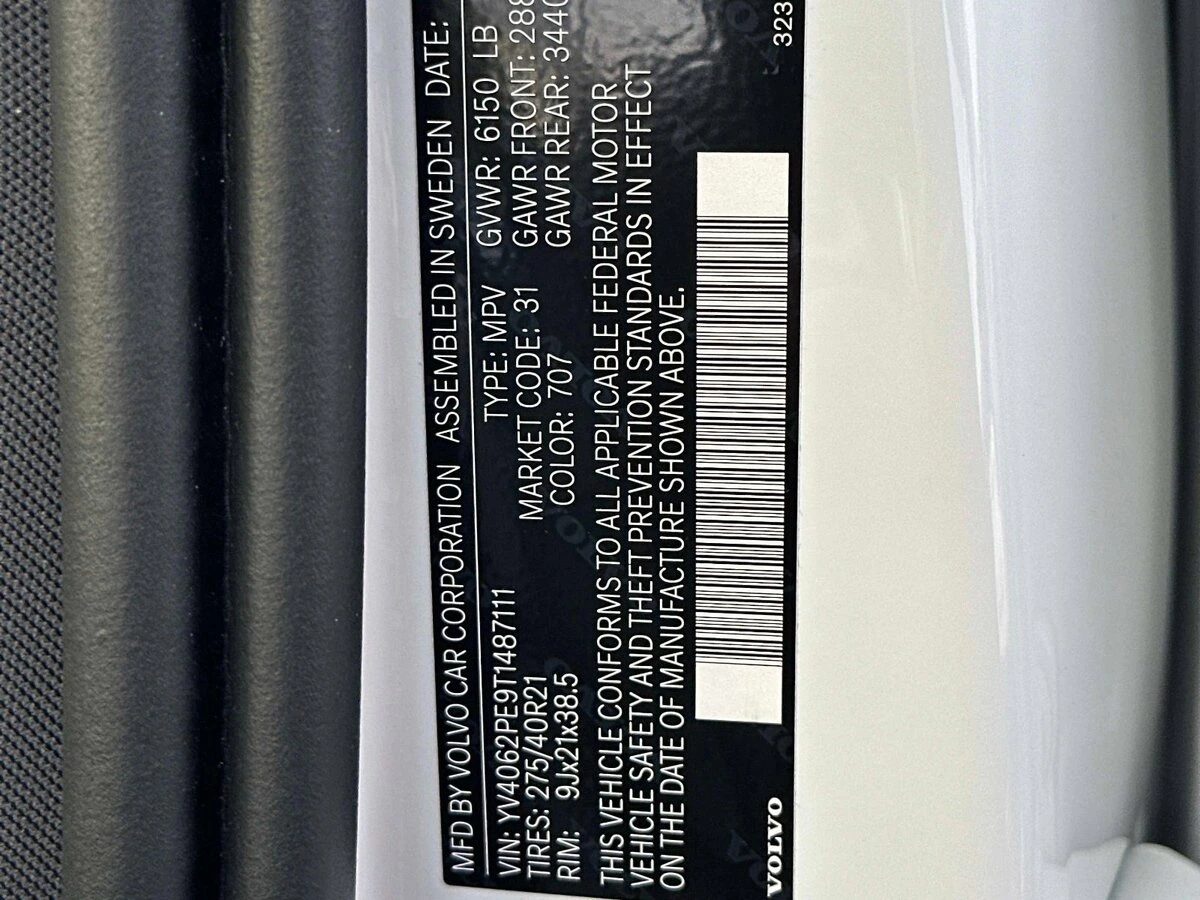 MFD BY VOLVO CAR CORPORATION ASSEMBLED IN SWEDEN DATE:
VIN: YV4062PE9T1487111 TYPE: MPV GVWR: 6150 LB
TIRES: 275/40R21 MARKET CODE: 31 GAWR FRONT: 288
RIM: 9Jx21x38.5 COLOR: 707 GAWR REAR: 3440
THIS VEHICLE CONFORMS TO ALL APPLICABLE FEDERAL MOTOR
VEHICLE SAFETY AND THEFT PREVENTION STANDARDS IN EFFECT
ON THE DATE OF MANUFACTURE SHOWN ABOVE.
VOLVO 323